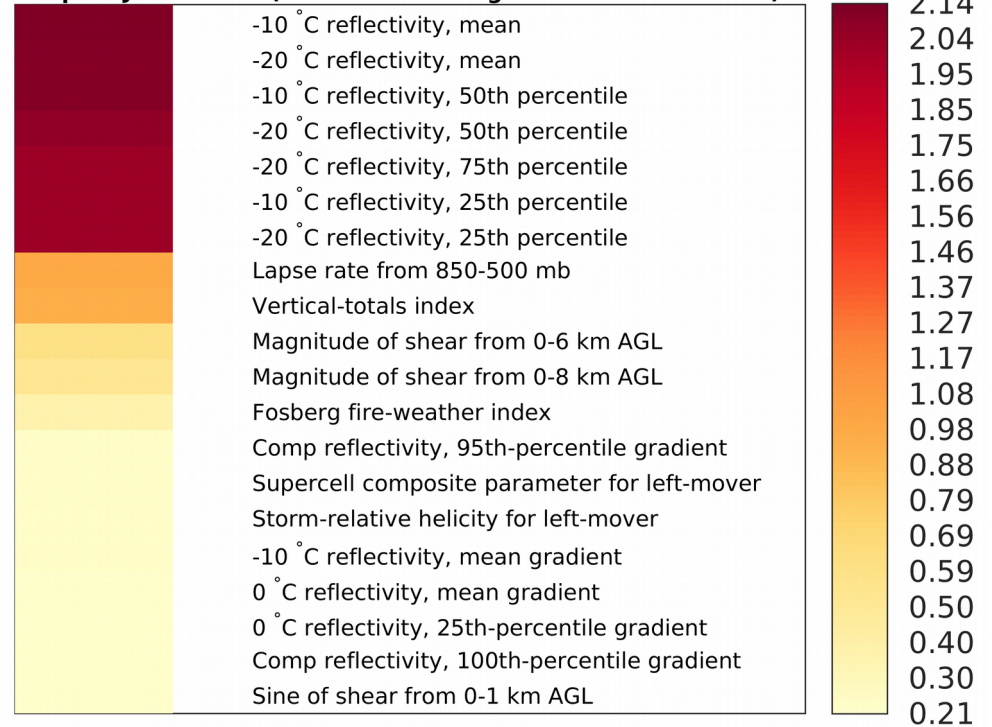 -10 °C reflectivity, mean
-20 °C reflectivity, mean
-10 °C reflectivity, 50th percentile
-20 °C reflectivity, 50th percentile
-20 °C reflectivity, 75th percentile
-10 °C reflectivity, 25th percentile
-20 °C reflectivity, 25th percentile
Lapse rate from 850-500 mb
Vertical-totals index
Magnitude of shear from 0-6 km AGL
Magnitude of shear from 0-8 km AGL
Fosberg fire-weather index
Comp reflectivity, 95th-percentile gradient
Supercell composite parameter for left-mover
Storm-relative helicity for left-mover
-10 °C reflectivity, mean gradient
0 °C reflectivity, mean gradient
0 °C reflectivity, 25th-percentile gradient
Comp reflectivity, 100th-percentile gradient
Sine of shear from 0-1 km AGL
2.14
2.04
1.95
1.85
1.75
1.66
1.56
1.46
1.37
1.27
1.17
1.08
0.98
0.88
0.79
0.69
0.59
0.50
0.40
0.30
0.21